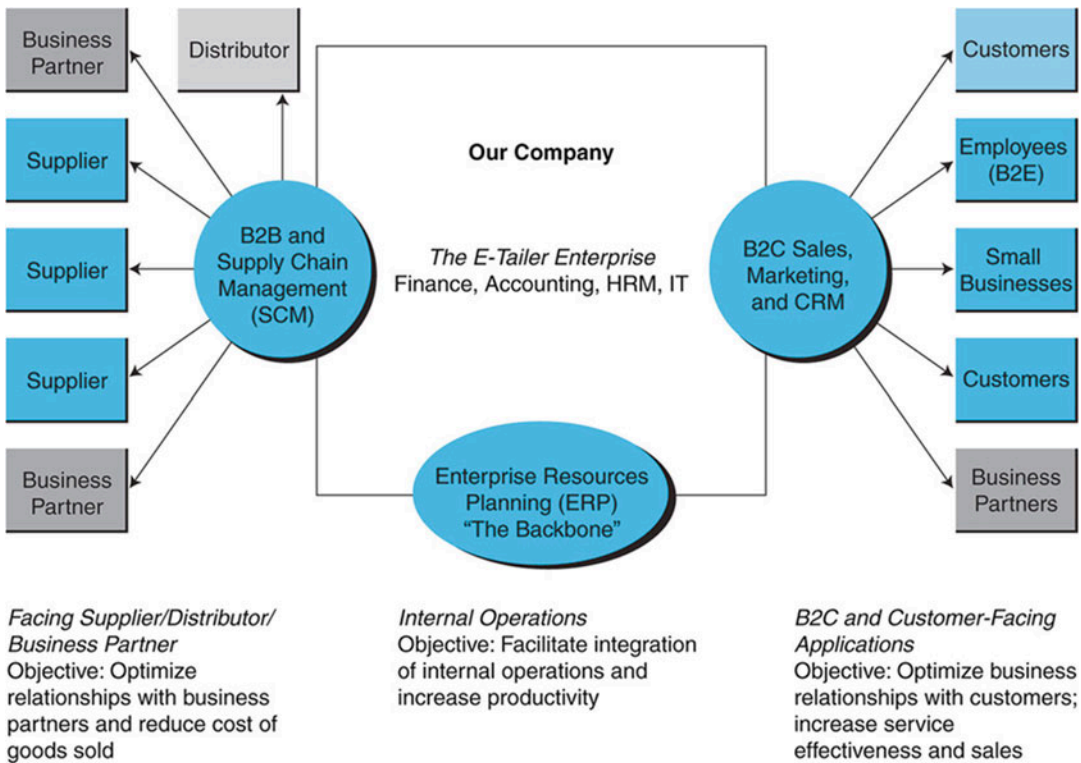 Business
Partner
Distributor
Customers
Supplier
Our Company
Employees
(B2E)
B2B and
Supply Chain
Management
(SCM)
Supplier
The E-Tailer Enterprise
Finance, Accounting, HRM, IT
B2C Sales,
Marketing,
and CRM
Small
Businesses
Supplier
Customers
Business
Partner
Enterprise Resources
Planning (ERP)
“The Backbone”
Business
Partners
Facing Supplier/Distributor/
Business Partner
Objective: Optimize
relationships with business
partners and reduce cost of
goods sold
Internal Operations
Objective: Facilitate integration
of internal operations and
increase productivity
B2C and Customer-Facing
Applications
Objective: Optimize business
relationships with customers;
increase service
effectiveness and sales